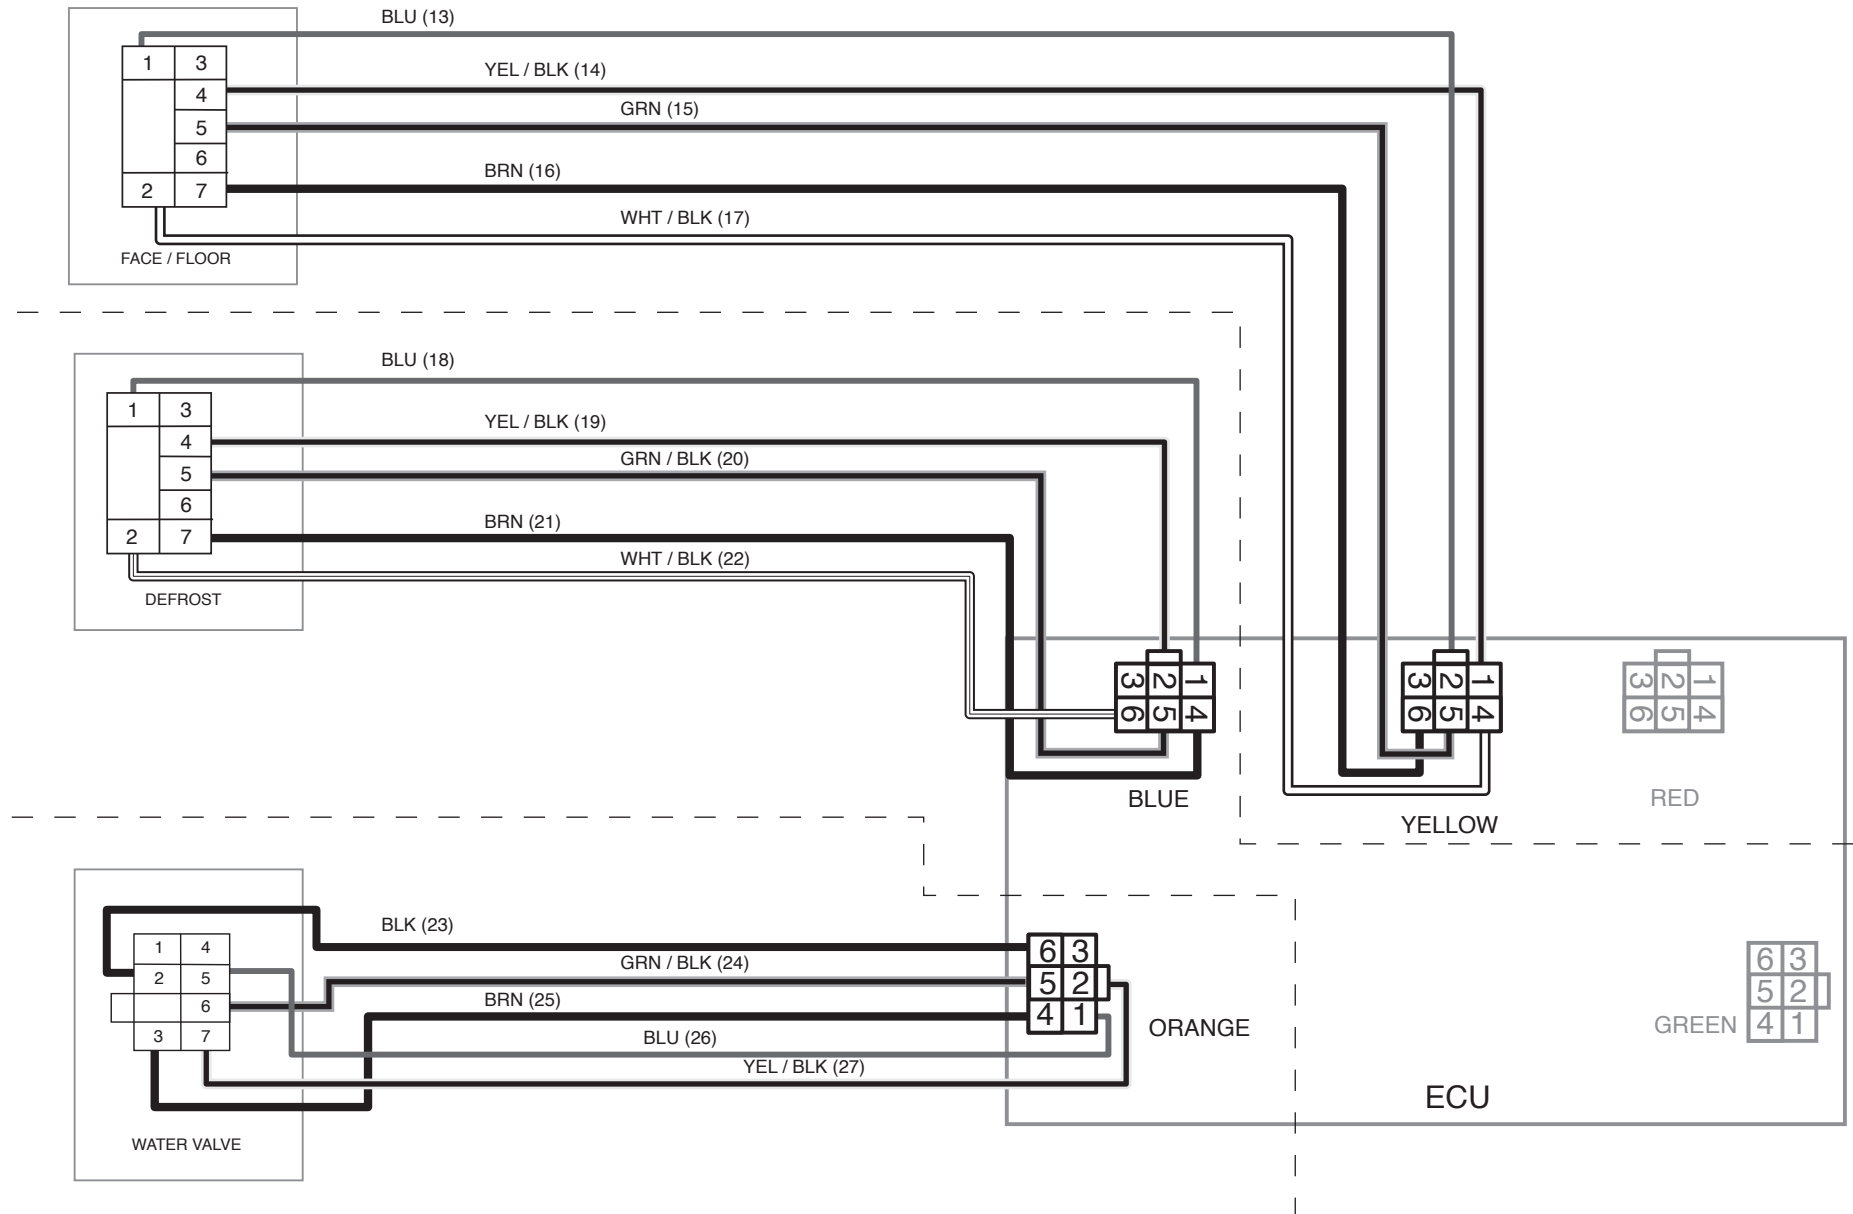 BLU (13)
1 3
4
5
6
2 7
YEL / BLK (14)
GRN (15)
BRN (16)
WHT / BLK (17)
FACE / FLOOR
BLU (18)
1 3
4
5
6
2 7
YEL / BLK (19)
GRN / BLK (20)
BRN (21)
WHT / BLK (22)
DEFROST
3 2 1
6 5 4
BLUE
3 2 1
6 5 4
YELLOW
3 2 1
6 5 4
RED
BLK (23)
1 4
2 5
6
3 7
GRN / BLK (24)
BRN (25)
BLU (26)
YEL / BLK (27)
WATER VALVE
6 3
5 2
4 1
ORANGE
6 3
5 2
4 1
GREEN
ECU